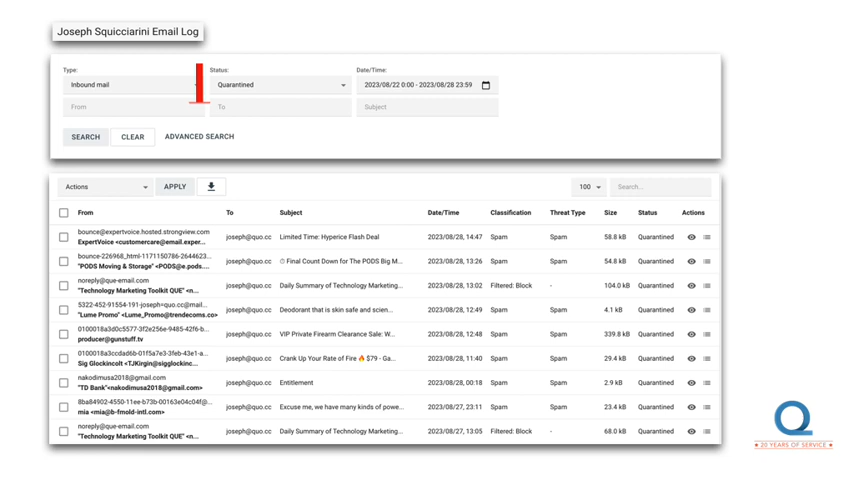 Joseph Squicciarini Email Log
Type: Status: Date/Time:
Inbound mail Quarantined 2023/08/22 0:00 - 2023/08/28 23:59
From To Subject
SEARCH CLEAR ADVANCED SEARCH
Actions APPLY 100 Search...
From To Subject Date/Time Classification Threat Type Size Status Actions
bounce@expertvoice.hosted.strongview.com
ExpertVoice <customercare@email.exper... joseph@quo.cc Limited Time: Hyperice Flash Deal 2023/08/28, 14:47 Spam Spam 58.8 kB Quarantined
bounce-226968_html-1171150786-2644623...
"PODS Moving & Storage" <PODS@e.pods.... joseph@quo.cc ⏱ Final Count Down for The PODS Big M... 2023/08/28, 13:26 Spam Spam 54.8 kB Quarantined
noreply@que-email.com
"Technology Marketing Toolkit QUE" <n... joseph@quo.cc Daily Summary of Technology Marketing... 2023/08/28, 13:02 Filtered: Block - 104.0 kB Quarantined
5322-452-91554-191-joseph=quo.cc@mail...
"Lume Promo" <Lume_Promo@trendecoms.co> joseph@quo.cc Deodorant that is skin safe and scien... 2023/08/28, 12:49 Spam Spam 4.1 kB Quarantined
0100018a3d0c5577-3f2e256e-9485-42f6-b...
producer@gunstuff.tv joseph@quo.cc VIP Private Firearm Clearance Sale: W... 2023/08/28, 12:48 Spam Spam 339.8 kB Quarantined
0100018a3ccdad6b-01f5a7e3-3feb-43e1-a...
Sig Glockincolt <TJKirgin@sigglockinc... joseph@quo.cc Crank Up Your Rate of Fire 🔥 $79 - Ga... 2023/08/28, 11:40 Spam Spam 29.4 kB Quarantined
nakodimusa2018@gmail.com
"TD Bank"<nakodimusa2018@gmail.com> joseph@quo.cc Entitlement 2023/08/28, 00:18 Spam Spam 2.9 kB Quarantined
8ba84902-4550-11ee-b73b-00163e04c04f@...
mia <mia@b-fmold-intl.com> joseph@quo.cc Excuse me, we have many kinds of powe... 2023/08/27, 23:11 Spam Spam 23.4 kB Quarantined
noreply@que-email.com
"Technology Marketing Toolkit QUE" <n... joseph@quo.cc Daily Summary of Technology Marketing... 2023/08/27, 13:05 Filtered: Block - 68.0 kB Quarantined
★ 20 YEARS OF SERVICE ★